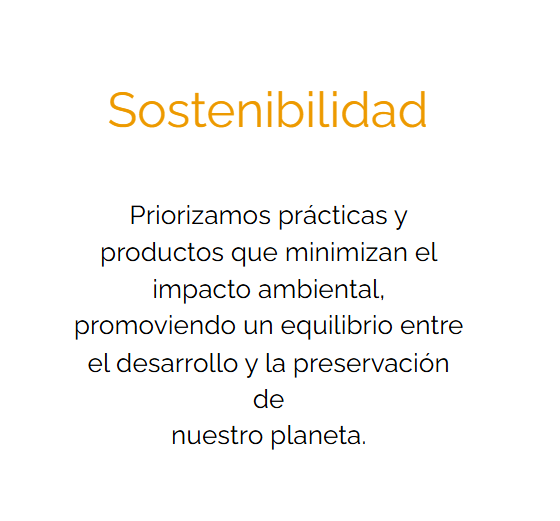 Sostenibilidad
Priorizamos prácticas y
productos que minimizan el
impacto ambiental,
promoviendo un equilibrio entre
el desarrollo y la preservación
de
nuestro planeta.